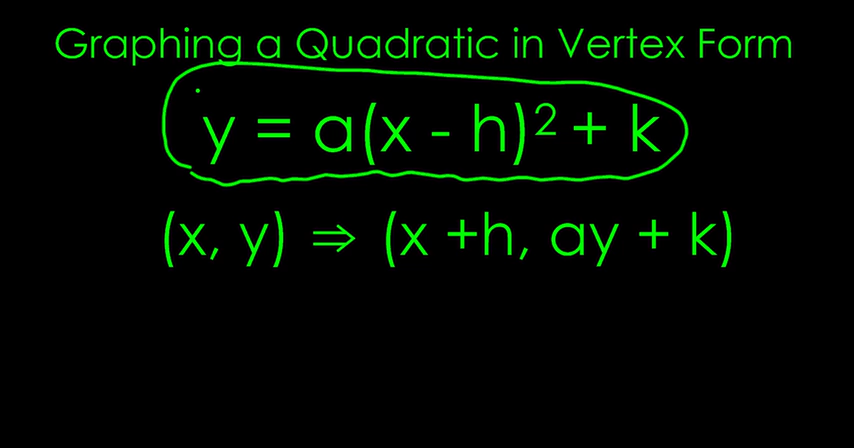 Graphing a Quadratic in Vertex Form
y = a(x - h)² + k
(x, y) ⇒ (x +h, ay + k)